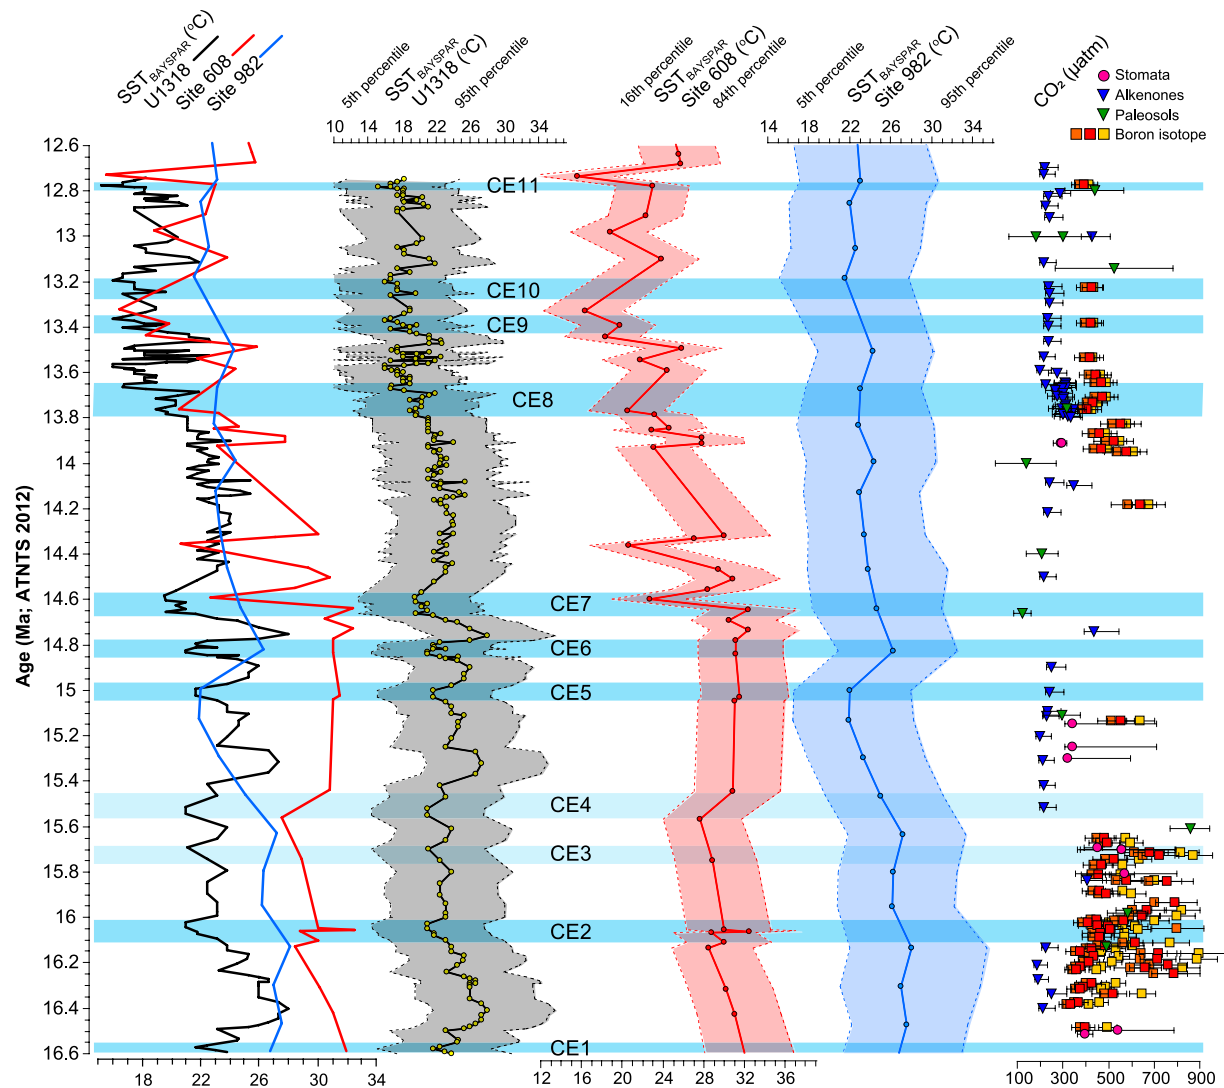 SST BAYSPAR (°C)
U1318
Site 608
Site 982
5th percentile
SST BAYSPAR
U1318 (°C)
95th percentile
16th percentile
SST BAYSPAR
Site 608 (°C)
84th percentile
5th percentile
SST BAYSPAR
Site 982 (°C)
95th percentile
CO₂ (µatm)
Stomata
Alkenones
Paleosols
Boron isotope
10 14 18 22 26 30 34
14 18 22 26 30 34
Age (Ma; ATNTS 2012)
12.6
12.8
13
13.2
13.4
13.6
13.8
14
14.2
14.4
14.6
14.8
15
15.2
15.4
15.6
15.8
16
16.2
16.4
16.6
CE11
CE10
CE9
CE8
CE7
CE6
CE5
CE4
CE3
CE2
CE1
18 22 26 30 34
12 16 20 24 28 32 36
100 300 500 700 900